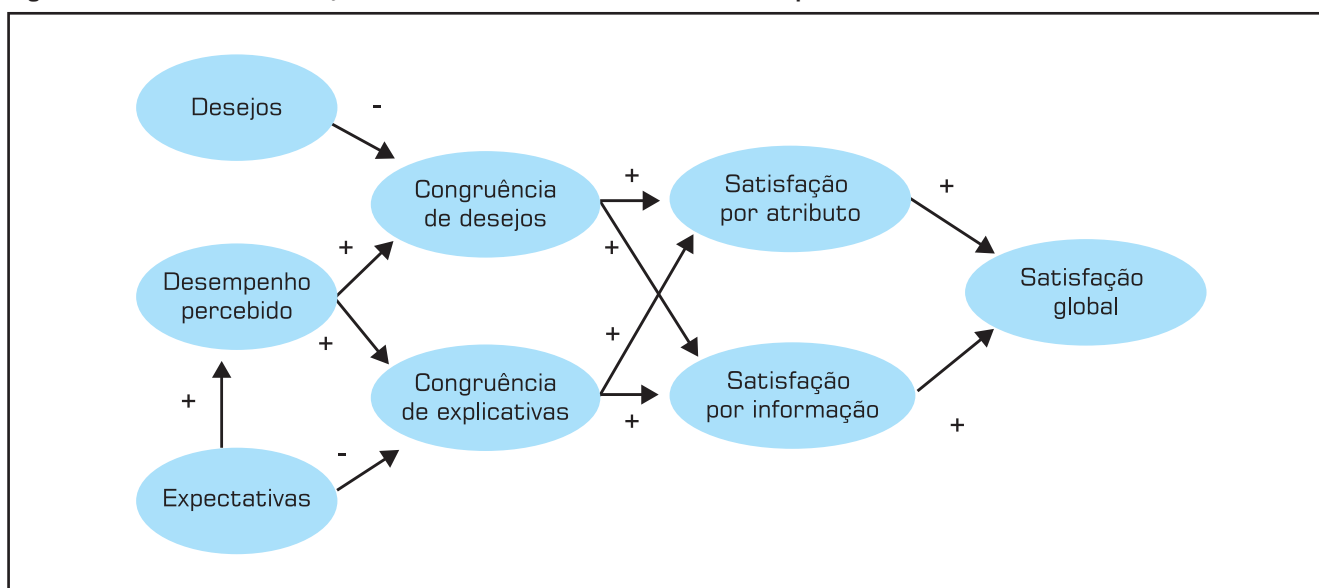 Desejos
-
Congruência
de desejos
+
Satisfação
por atributo
+
+
+
Desempenho
percebido
Satisfação
global
+
+
Congruência
de explicativas
Satisfação
por informação
+
+
+
-
Expectativas